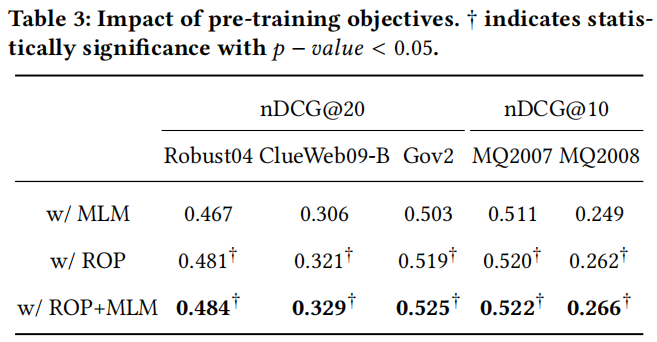 Table 3: Impact of pre-training objectives. † indicates statis-
tically significance with p − value < 0.05.
nDCG@20 nDCG@10
Robust04 ClueWeb09-B Gov2 MQ2007 MQ2008
w/ MLM 0.467 0.306 0.503 0.511 0.249
w/ ROP 0.481† 0.321† 0.519† 0.520† 0.262†
w/ ROP+MLM 0.484† 0.329† 0.525† 0.522† 0.266†